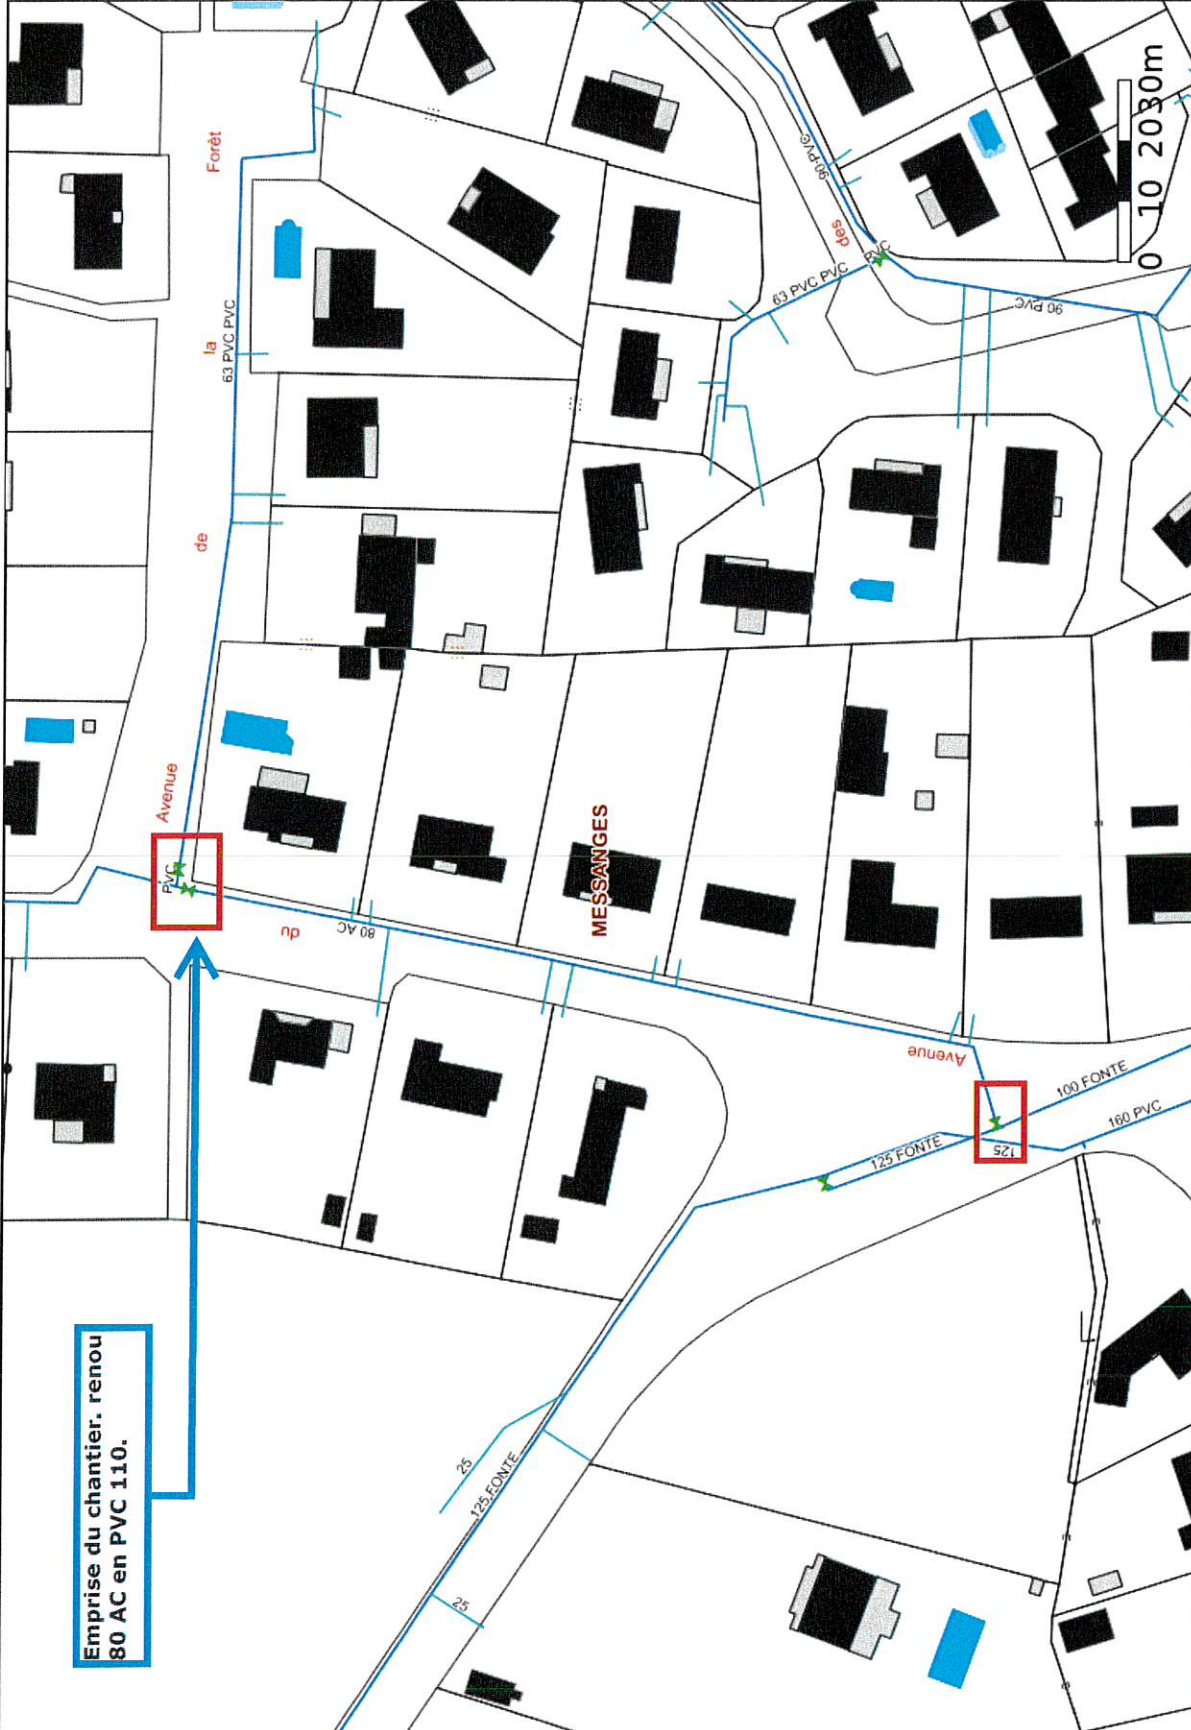 Emprise du chantier. renou
80 AC en PVC 110.
Avenue
de
la
Forêt
63 PVC PVC
PVC
80 AC
du
Avenue
MESSANGES
63 PVC PVC
PVC
des
90 PVC
90 PVC
0 10 20 30m
100 FONTE
160 PVC
125 FONTE
125
125 FONTE
25
25